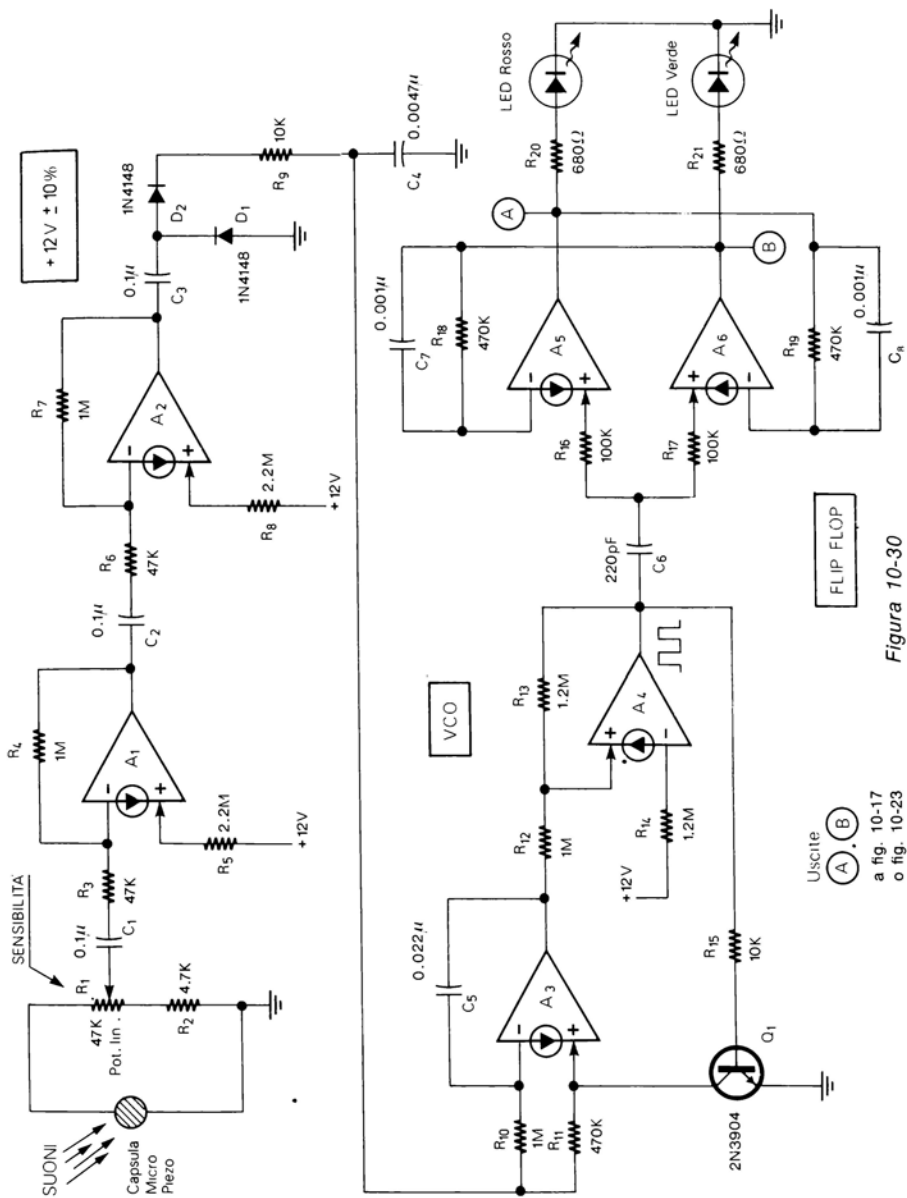 SUONI
Capsula
Micro
Piezo
SENSIBILITÀ
R1
47K
Pot. lin.
R2
4.7K
0.1µ
C1
R3
47K
R4
1M
A1
−
+
R5
2.2M
+12V
0.1µ
C2
R6
47K
R7
1M
A2
−
+
R8
2.2M
+12V
0.1µ
C3
+12V ± 10%
1N4148
D2
D1
1N4148
R9
10K
C4
0.0047µ
R10
1M
R11
470K
C5
0.022µ
A3
−
+
2N3904
Q1
R15
10K
VCO
R12
1M
R13
1.2M
A4
+
−
R14
1.2M
+12V
220pF
C6
R16
100K
R17
100K
C7
0.001µ
R18
470K
A5
−
+
A6
+
−
R19
470K
0.001µ
CR
A
B
R20
680Ω
R21
680Ω
LED Rosso
LED Verde
FLIP FLOP
Uscite
A . B
a fig. 10-17
o fig. 10-23
Figura 10-30